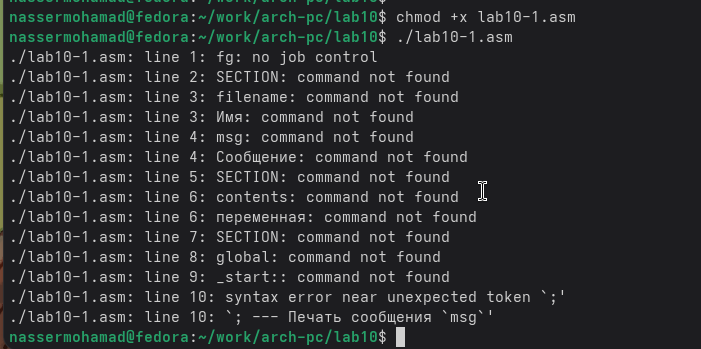 nassermohamad@fedora:~/work/arch-pc/lab10$ chmod +x lab10-1.asm
nassermohamad@fedora:~/work/arch-pc/lab10$ ./lab10-1.asm
./lab10-1.asm: line 1: fg: no job control
./lab10-1.asm: line 2: SECTION: command not found
./lab10-1.asm: line 3: filename: command not found
./lab10-1.asm: line 3: Имя: command not found
./lab10-1.asm: line 4: msg: command not found
./lab10-1.asm: line 4: Сообщение: command not found
./lab10-1.asm: line 5: SECTION: command not found
./lab10-1.asm: line 6: contents: command not found
./lab10-1.asm: line 6: переменная: command not found
./lab10-1.asm: line 7: SECTION: command not found
./lab10-1.asm: line 8: global: command not found
./lab10-1.asm: line 9: _start:: command not found
./lab10-1.asm: line 10: syntax error near unexpected token `;'
./lab10-1.asm: line 10: `; --- Печать сообщения `msg`'
nassermohamad@fedora:~/work/arch-pc/lab10$